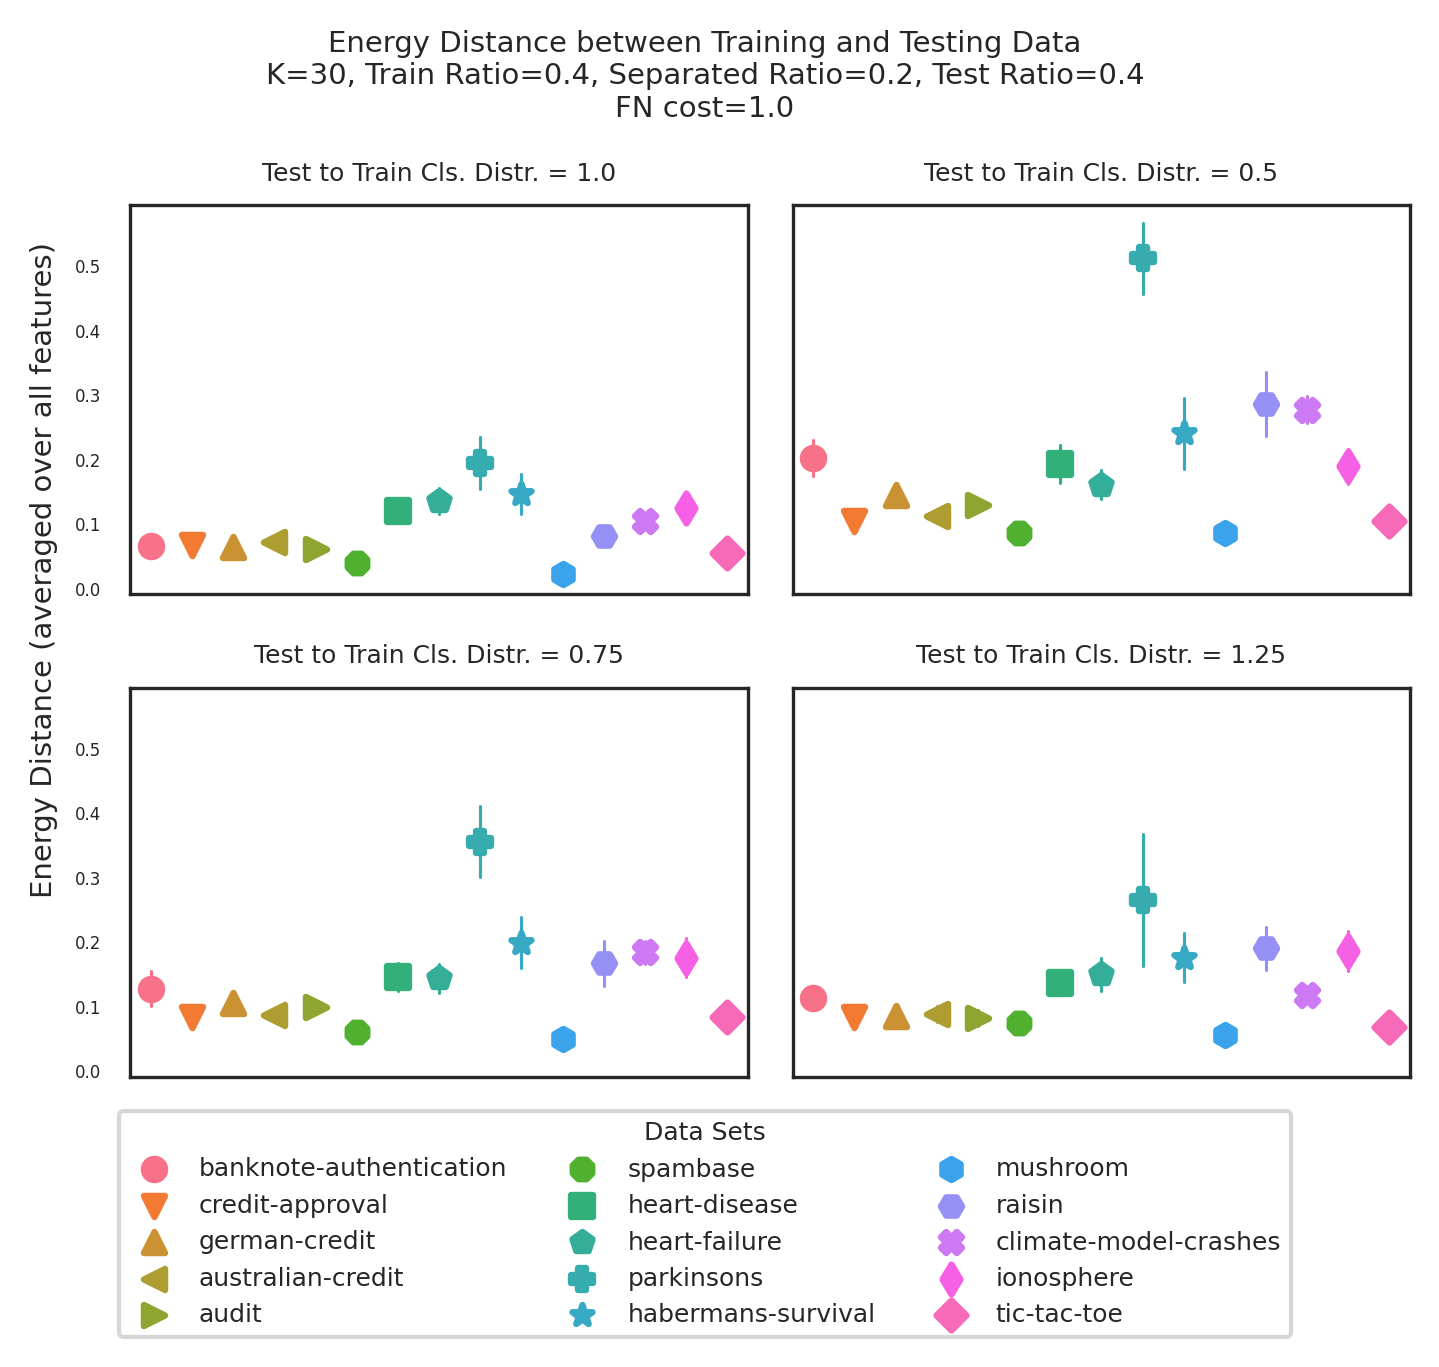 Energy Distance between Training and Testing Data
K=30, Train Ratio=0.4, Separated Ratio=0.2, Test Ratio=0.4
FN cost=1.0
Energy Distance (averaged over all features)
Test to Train Cls. Distr. = 1.0
0.5
0.4
0.3
0.2
0.1
0.0
Test to Train Cls. Distr. = 0.5
Test to Train Cls. Distr. = 0.75
0.5
0.4
0.3
0.2
0.1
0.0
Test to Train Cls. Distr. = 1.25
Data Sets
banknote-authentication
credit-approval
german-credit
australian-credit
audit
spambase
heart-disease
heart-failure
parkinsons
habermans-survival
mushroom
raisin
climate-model-crashes
ionosphere
tic-tac-toe